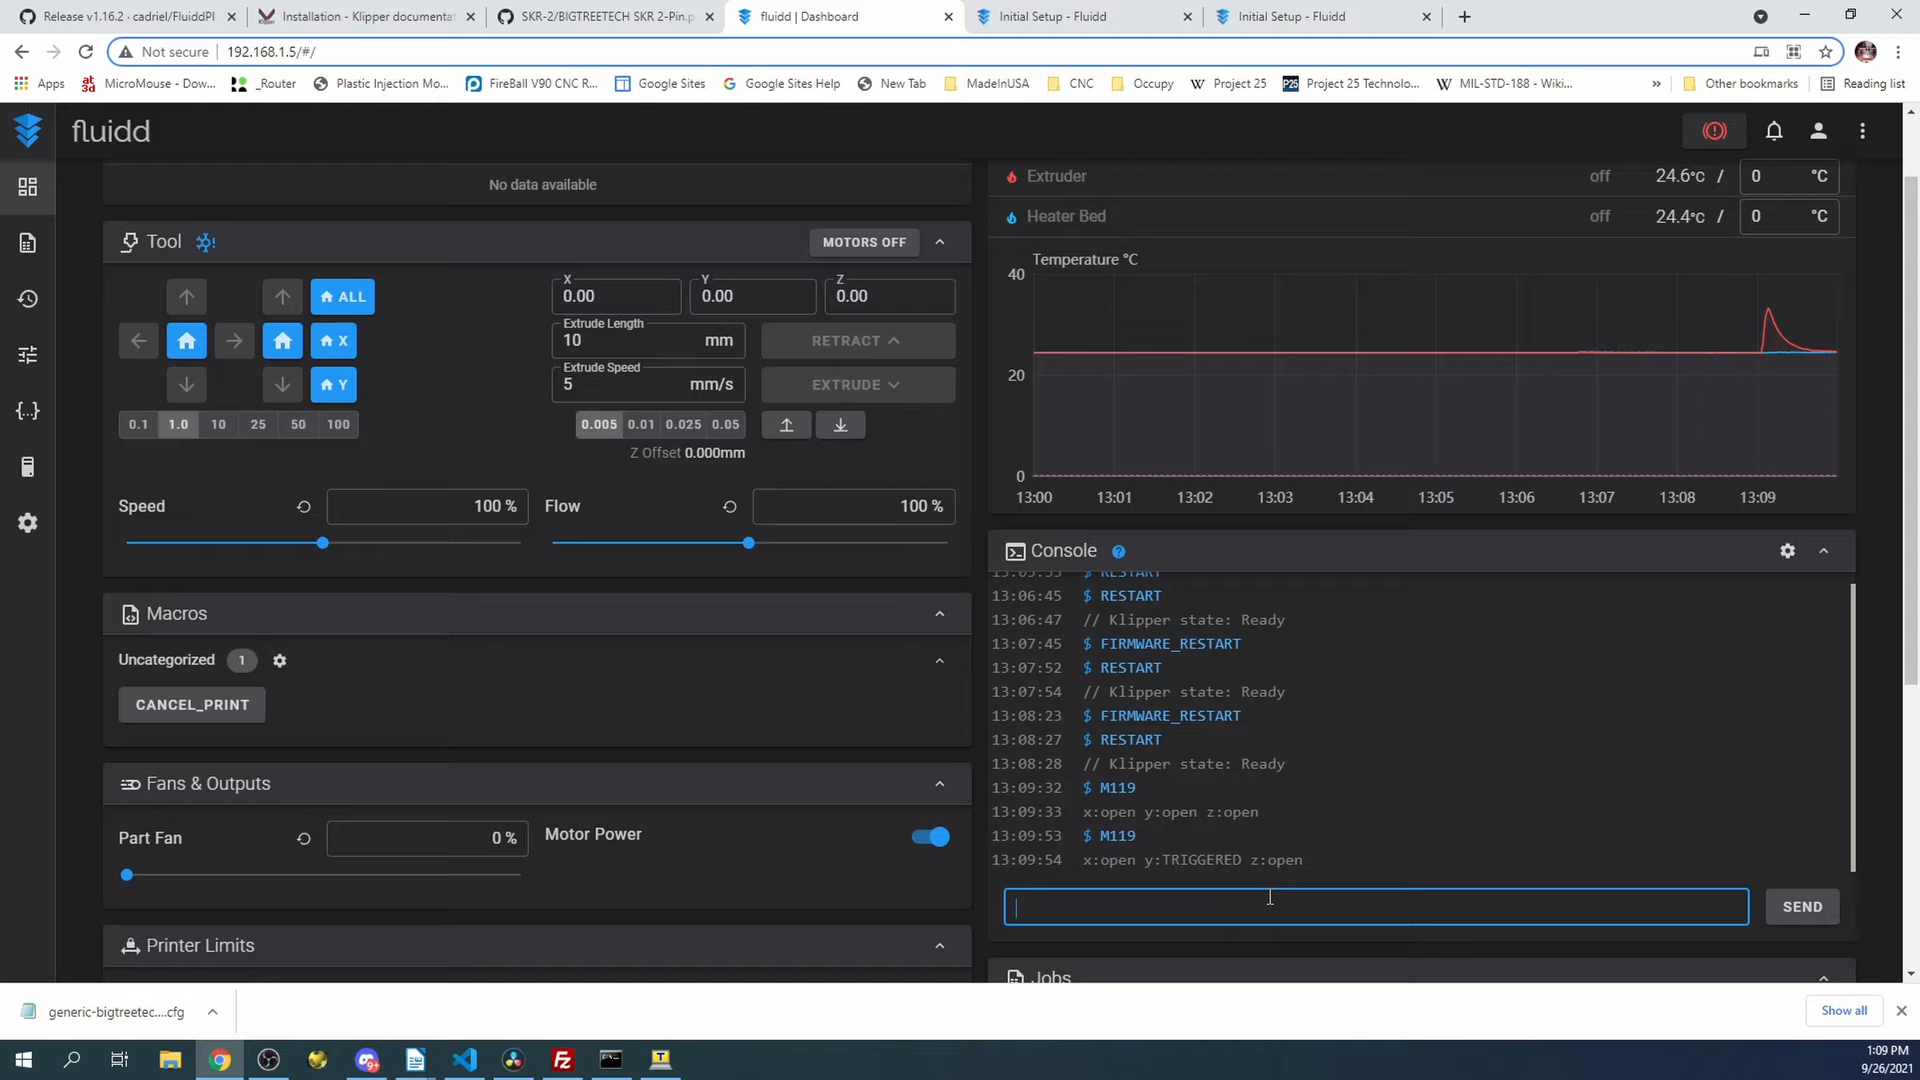 Release v1.16.2 · cadriel/FluiddPI
Installation - Klipper documentat
SKR-2/BIGTREETECH SKR 2-Pin.p
fluidd | Dashboard
Initial Setup - Fluidd
Initial Setup - Fluidd
Not secure
192.168.1.5/#/
Apps
MicroMouse - Dow...
_Router
Plastic Injection Mo...
FireBall V90 CNC R...
Google Sites
Google Sites Help
New Tab
MadeInUSA
CNC
Occupy
Project 25
Project 25 Technolo...
MIL-STD-188 - Wiki...
»
Other bookmarks
Reading list
fluidd
No data available
Tool
MOTORS OFF
ALL
X
Y
X
0.00
Y
0.00
Z
0.00
Extrude Length
10 mm
RETRACT
Extrude Speed
5 mm/s
EXTRUDE
0.1 1.0 10 25 50 100
0.005 0.01 0.025 0.05
Z Offset 0.000mm
Speed
100 %
Flow
100 %
Macros
Uncategorized 1
CANCEL_PRINT
Fans & Outputs
Part Fan
0 %
Motor Power
Printer Limits
Extruder off 24.6°C / 0 °C
Heater Bed off 24.4°C / 0 °C
Temperature °C
40
20
0
13:00 13:01 13:02 13:03 13:04 13:05 13:06 13:07 13:08 13:09
Console
$ RESTART
13:06:45 $ RESTART
13:06:47 // Klipper state: Ready
13:07:45 $ FIRMWARE_RESTART
13:07:52 $ RESTART
13:07:54 // Klipper state: Ready
13:08:23 $ FIRMWARE_RESTART
13:08:27 $ RESTART
13:08:28 // Klipper state: Ready
13:09:32 $ M119
13:09:33 x:open y:open z:open
13:09:53 $ M119
13:09:54 x:open y:TRIGGERED z:open
SEND
Jobs
generic-bigtreetec....cfg
Show all
1:09 PM
9/26/2021